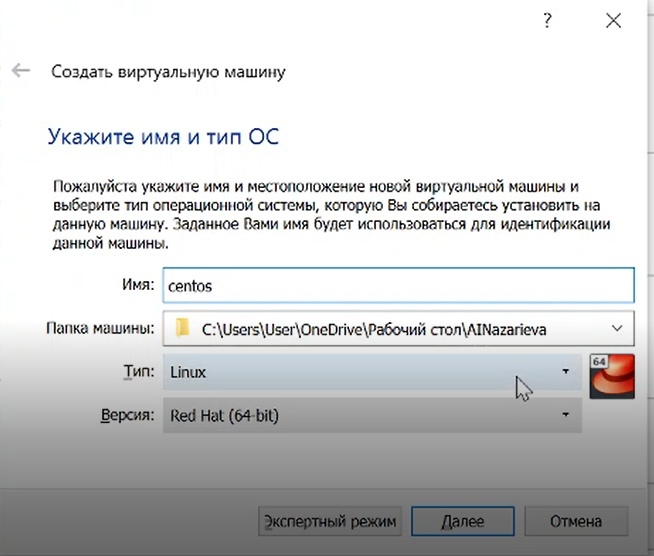 ?
Создать виртуальную машину
Укажите имя и тип ОС
Пожалуйста укажите имя и местоположение новой виртуальной машины и
выберите тип операционной системы, которую Вы собираетесь установить на
данную машину. Заданное Вами имя будет использоваться для идентификации
данной машины.
Имя: centos
Папка машины: C:\Users\User\OneDrive\Рабочий стол\AINazarieva
Тип: Linux
64
Версия: Red Hat (64-bit)
Экспертный режим Далее Отмена